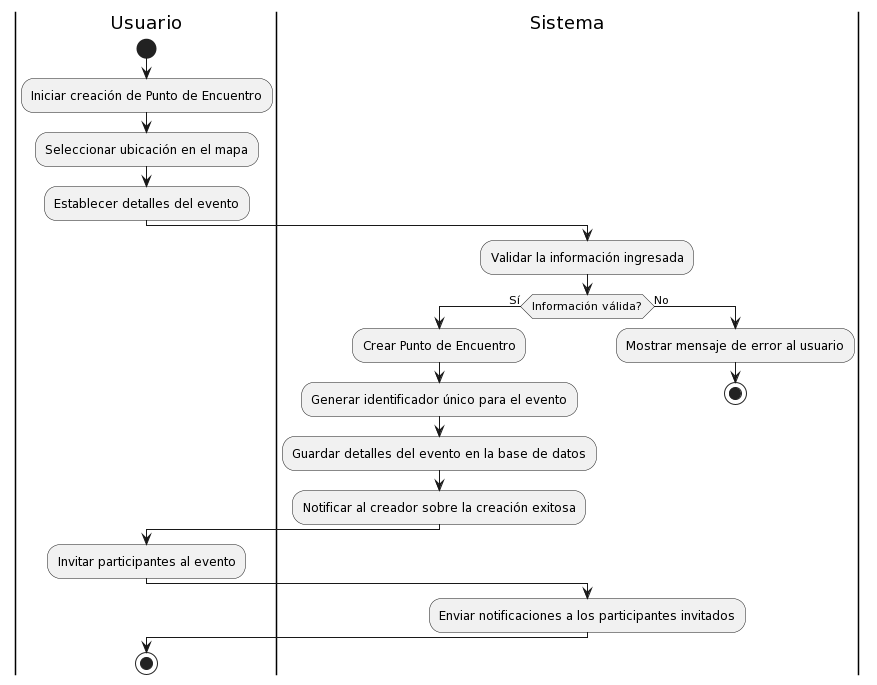 Usuario
Sistema
Iniciar creación de Punto de Encuentro
Seleccionar ubicación en el mapa
Establecer detalles del evento
Validar la información ingresada
Sí
Información válida?
No
Crear Punto de Encuentro
Mostrar mensaje de error al usuario
Generar identificador único para el evento
Guardar detalles del evento en la base de datos
Notificar al creador sobre la creación exitosa
Invitar participantes al evento
Enviar notificaciones a los participantes invitados